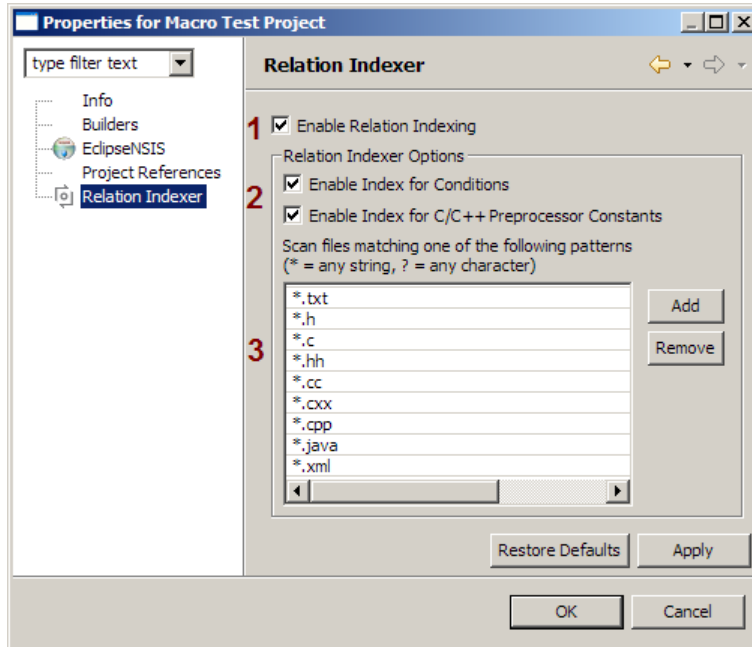 Properties for Macro Test Project
type filter text
Relation Indexer
Info
Builders
EclipseNSIS
Project References
Relation Indexer
1 Enable Relation Indexing
Relation Indexer Options
2
Enable Index for Conditions
Enable Index for C/C++ Preprocessor Constants
Scan files matching one of the following patterns
(* = any string, ? = any character)
3
*.txt
*.h
*.c
*.hh
*.cc
*.cxx
*.cpp
*.java
*.xml
Add
Remove
Restore Defaults
Apply
OK
Cancel